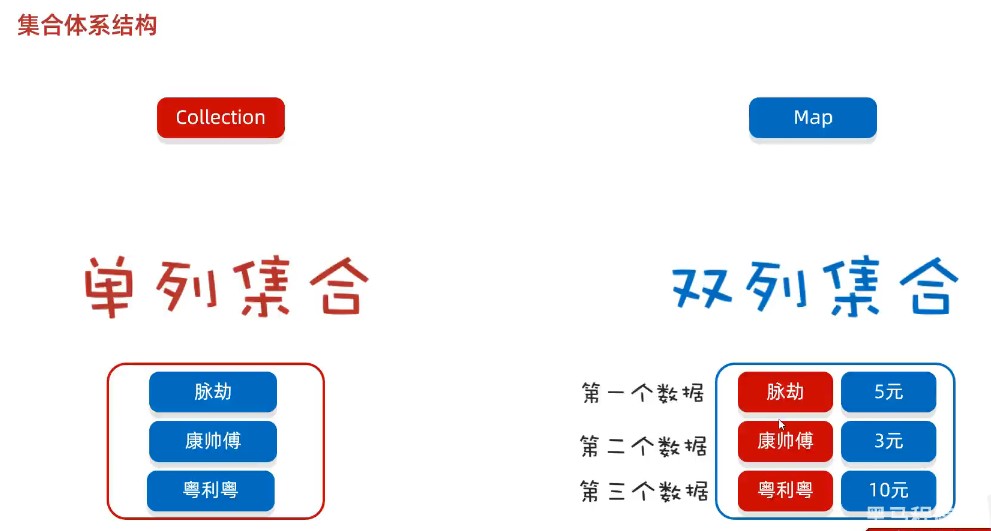 集合体系结构
Collection
Map
单列集合
双列集合
脉劫
康帅傅
粤利粤
第一个数据 脉劫 5元
第二个数据 康帅傅 3元
第三个数据 粤利粤 10元